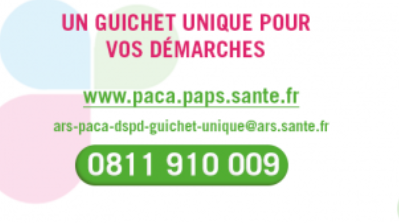 UN GUICHET UNIQUE POUR
VOS DÉMARCHES
www.paca.paps.sante.fr
ars-paca-dspd-guichet-unique@ars.sante.fr
0811 910 009